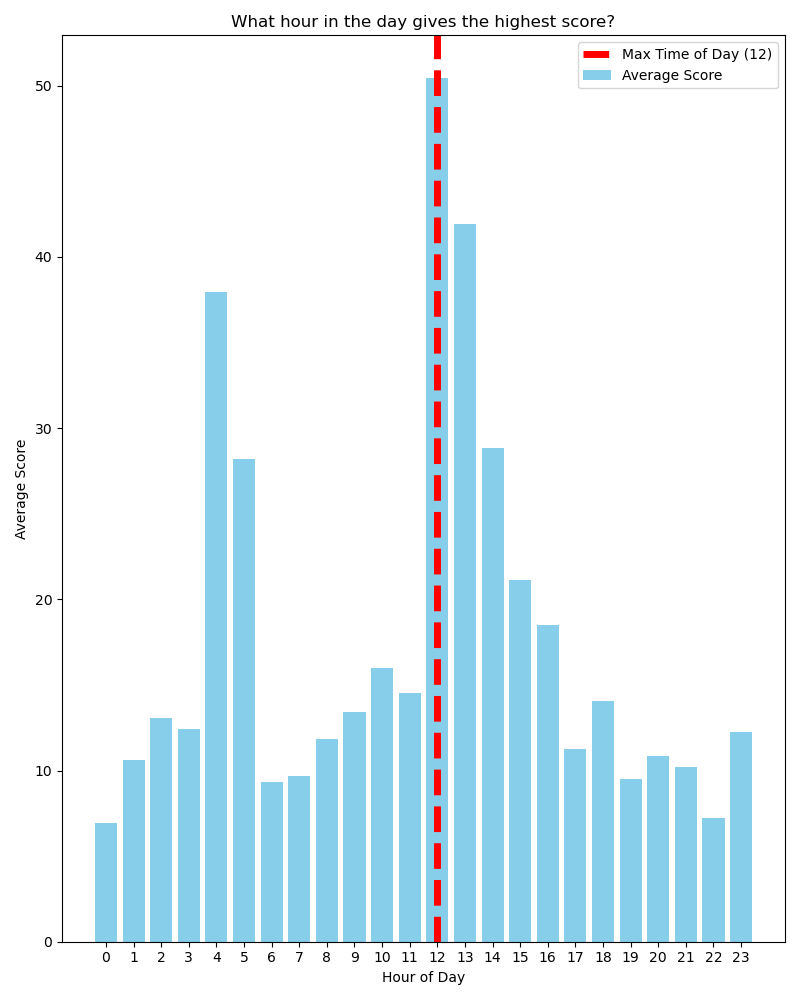 What hour in the day gives the highest score?
Max Time of Day (12)
Average Score
50
40
30
20
10
0
Average Score
0 1 2 3 4 5 6 7 8 9 10 11 12 13 14 15 16 17 18 19 20 21 22 23
Hour of Day